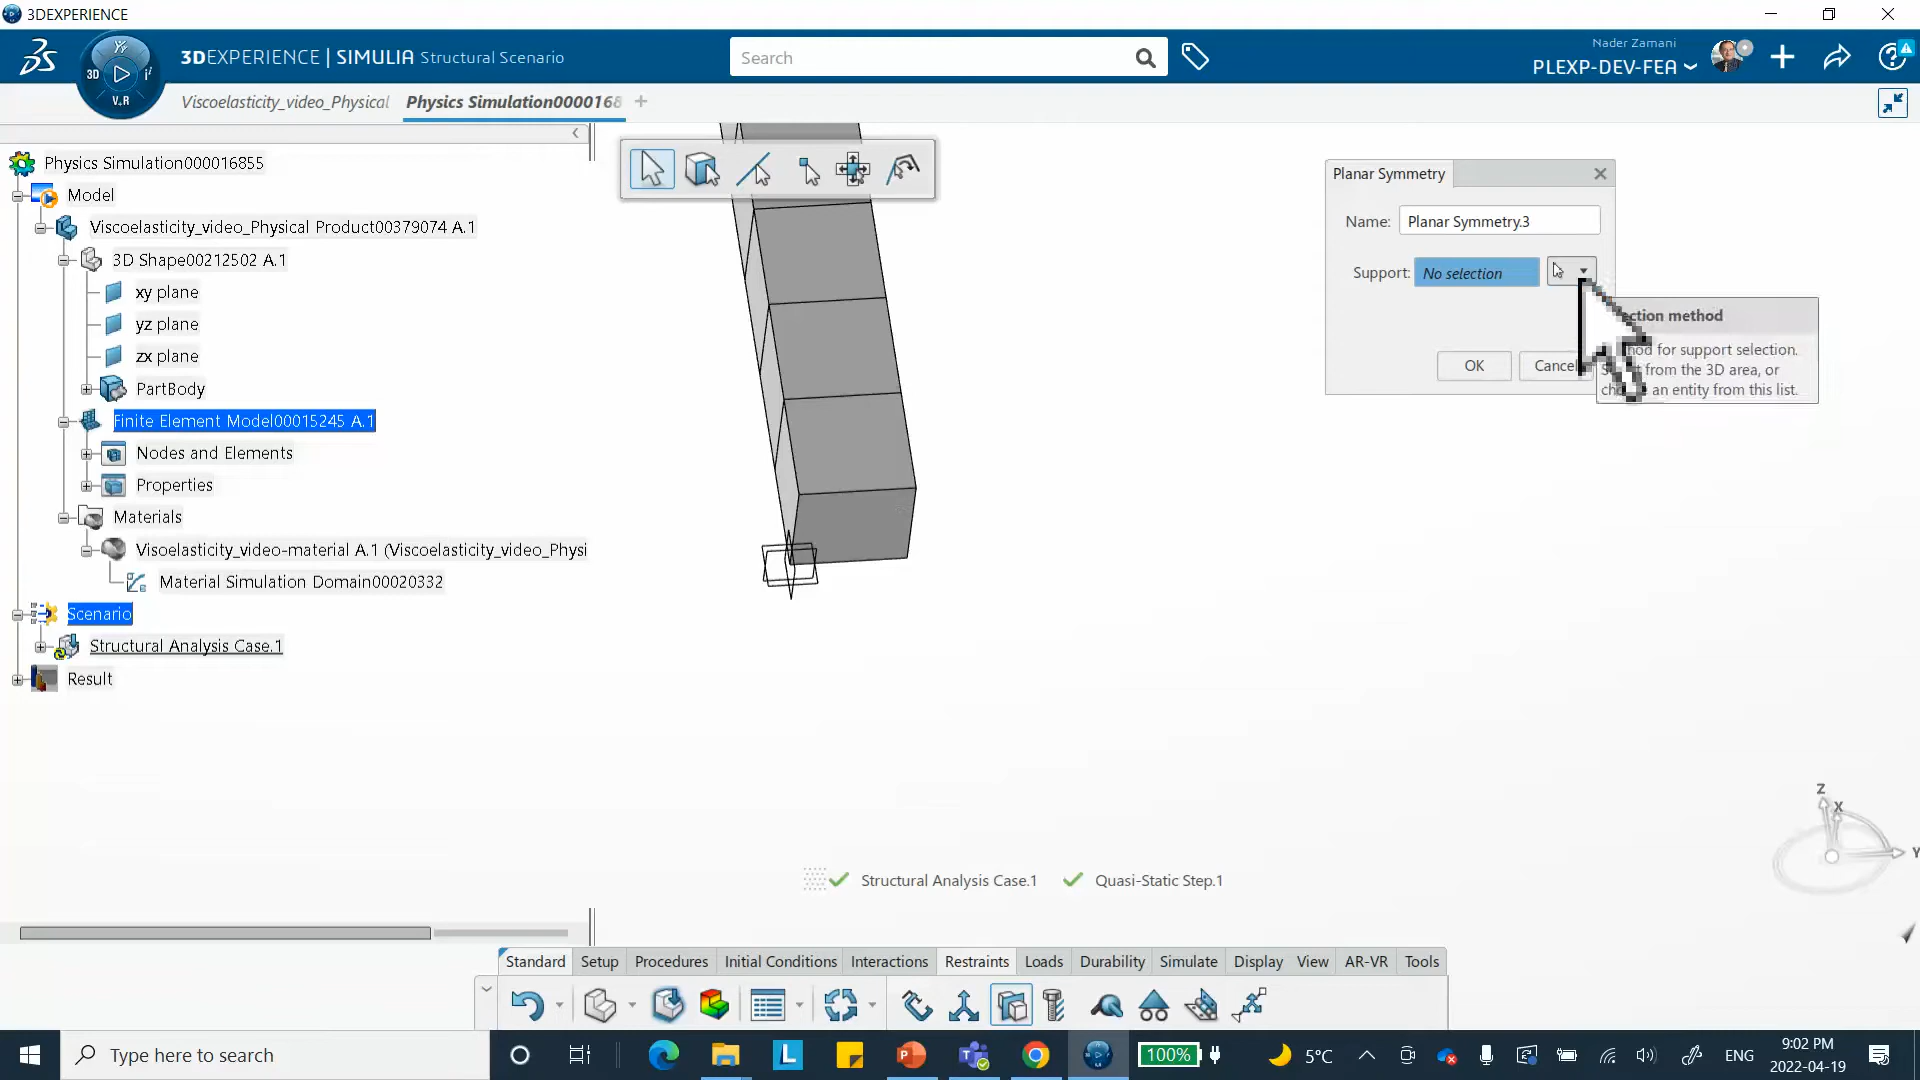 3DEXPERIENCE
3D
V.R
3DEXPERIENCE | SIMULIA Structural Scenario
Search
Nader Zamani
PLEXP-DEV-FEA
Viscoelasticity_video_Physical
Physics Simulation0000168
Physics Simulation000016855
Model
Viscoelasticity_video_Physical Product00379074 A.1
3D Shape00212502 A.1
xy plane
yz plane
zx plane
PartBody
Finite Element Model00015245 A.1
Nodes and Elements
Properties
Materials
Visoelasticity_video-material A.1 (Viscoelasticity_video_Physi
Material Simulation Domain00020332
Scenario
Structural Analysis Case.1
Result
Planar Symmetry
Name: Planar Symmetry.3
Support: No selection
OK
Cancel
ction method
hod for support selection.
t from the 3D area, or
an entity from this list.
Z
X
Y
Structural Analysis Case.1
Quasi-Static Step.1
Standard Setup Procedures Initial Conditions Interactions Restraints Loads Durability Simulate Display View AR-VR Tools
Type here to search
100%
5°C
ENG
9:02 PM
2022-04-19